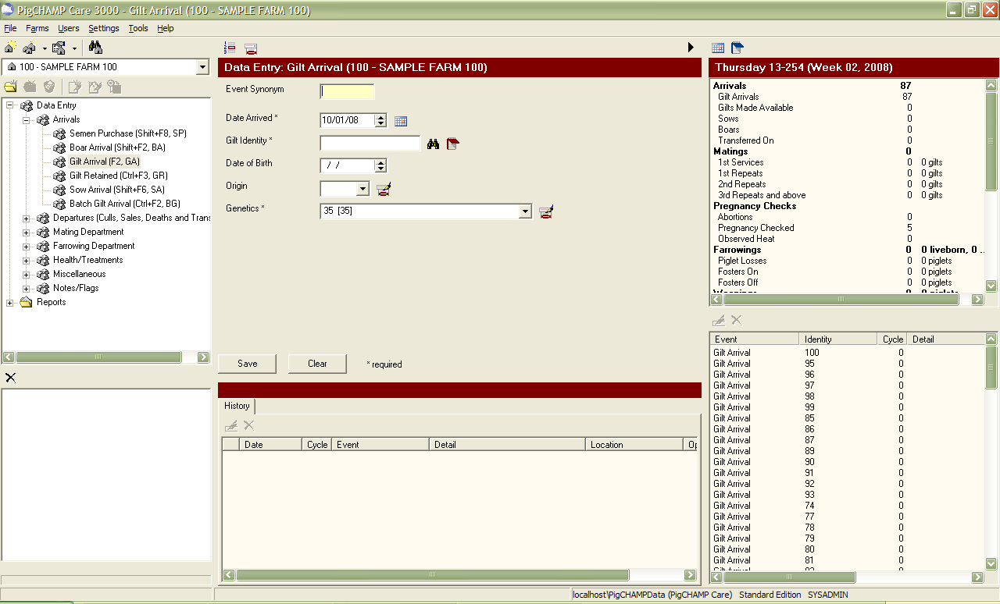 PigCHAMP Care 3000 - Gilt Arrival (100 - SAMPLE FARM 100)
File Farms Users Settings Tools Help
100 - SAMPLE FARM 100
Data Entry
Arrivals
Semen Purchase (Shift+F8, SP)
Boar Arrival (Shift+F2, BA)
Gilt Arrival (F2, GA)
Gilt Retained (Ctrl+F3, GR)
Sow Arrival (Shift+F6, SA)
Batch Gilt Arrival (Ctrl+F2, BG)
Departures (Culls, Sales, Deaths and Trans
Mating Department
Farrowing Department
Health/Treatments
Miscellaneous
Notes/Flags
Reports
Data Entry: Gilt Arrival (100 - SAMPLE FARM 100)
Event Synonym
Date Arrived * 10/01/08
Gilt Identity *
Date of Birth / /
Origin
Genetics * 35 [35]
Save Clear * required
History
Date Cycle Event Detail Location Op
Thursday 13-254 (Week 02, 2008)
Arrivals 87
Gilt Arrivals 87
Gilts Made Available 0
Sows 0
Boars 0
Transferred On 0
Matings 0
1st Services 0 0 gilts
1st Repeats 0 0 gilts
2nd Repeats 0 0 gilts
3rd Repeats and above 0 0 gilts
Pregnancy Checks
Abortions 0
Pregnancy Checked 5
Observed Heat 0
Farrowings 0 0 liveborn, 0 ..
Piglet Losses 0 0 piglets
Fosters On 0 0 piglets
Fosters Off 0 0 piglets
Weanings 0 0 piglets
Event Identity Cycle Detail
Gilt Arrival 100 0
Gilt Arrival 95 0
Gilt Arrival 96 0
Gilt Arrival 97 0
Gilt Arrival 98 0
Gilt Arrival 99 0
Gilt Arrival 85 0
Gilt Arrival 86 0
Gilt Arrival 87 0
Gilt Arrival 89 0
Gilt Arrival 90 0
Gilt Arrival 91 0
Gilt Arrival 92 0
Gilt Arrival 93 0
Gilt Arrival 74 0
Gilt Arrival 77 0
Gilt Arrival 78 0
Gilt Arrival 79 0
Gilt Arrival 80 0
Gilt Arrival 81 0
localhost\PigCHAMPData (PigCHAMP Care) Standard Edition SYSADMIN